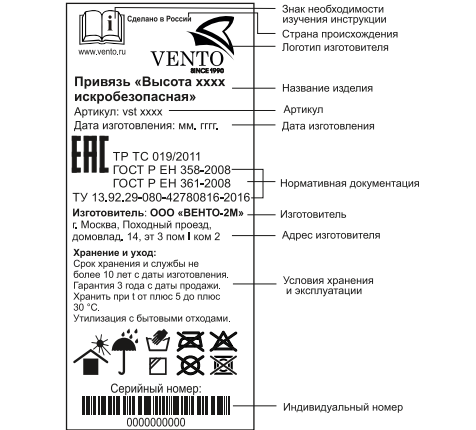 Сделано в России
www.vento.ru
VENTO
SINCE 1990
Привязь «Высота хххх
искробезопасная»
Артикул: vst xxxx
Дата изготовления: мм. гггг.
ЕАС
ТР ТС 019/2011
ГОСТ Р ЕН 358-2008
ГОСТ Р ЕН 361-2008
ТУ 13.92.29-080-42780816-2016
Изготовитель: ООО «ВЕНТО-2М»
г. Москва, Походный проезд,
домовлад. 14, эт 3 пом I ком 2
Хранение и уход:
Срок хранения и службы не
более 10 лет с даты изготовления.
Гарантия 3 года с даты продажи.
Хранить при t от плюс 5 до плюс
30 °С.
Утилизация с бытовыми отходами.
Серийный номер:
0000000000
Знак необходимости
изучения инструкции
Страна происхождения
Логотип изготовителя
Название изделия
Артикул
Дата изготовления
Нормативная документация
Изготовитель
Адрес изготовителя
Условия хранения
и эксплуатации
Индивидуальный номер